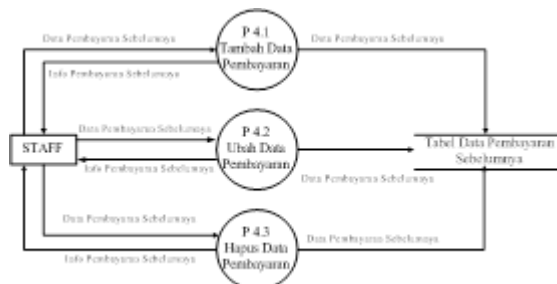 P 4.1
Data Pembayaran Sebelumnya
Tambah Data
Data Pembayaran Sebelumnya
Pembayaran
Info Pembayaran Sebelumnya
P 4.2
Data Pembayaran Sebelumnya
STAFF
Ubah Data
Pembayaran
Info Pembayaran Sebelumnya
Data Pembayaran Sebelumnya
Tabel Data Pembayaran
Sebelumnya
P 4.3
Data Pembayaran Sebelumnya
Hapus Data
Data Pembayaran Sebelumnya
Pembayaran
Info Pembayaran Sebelumnya